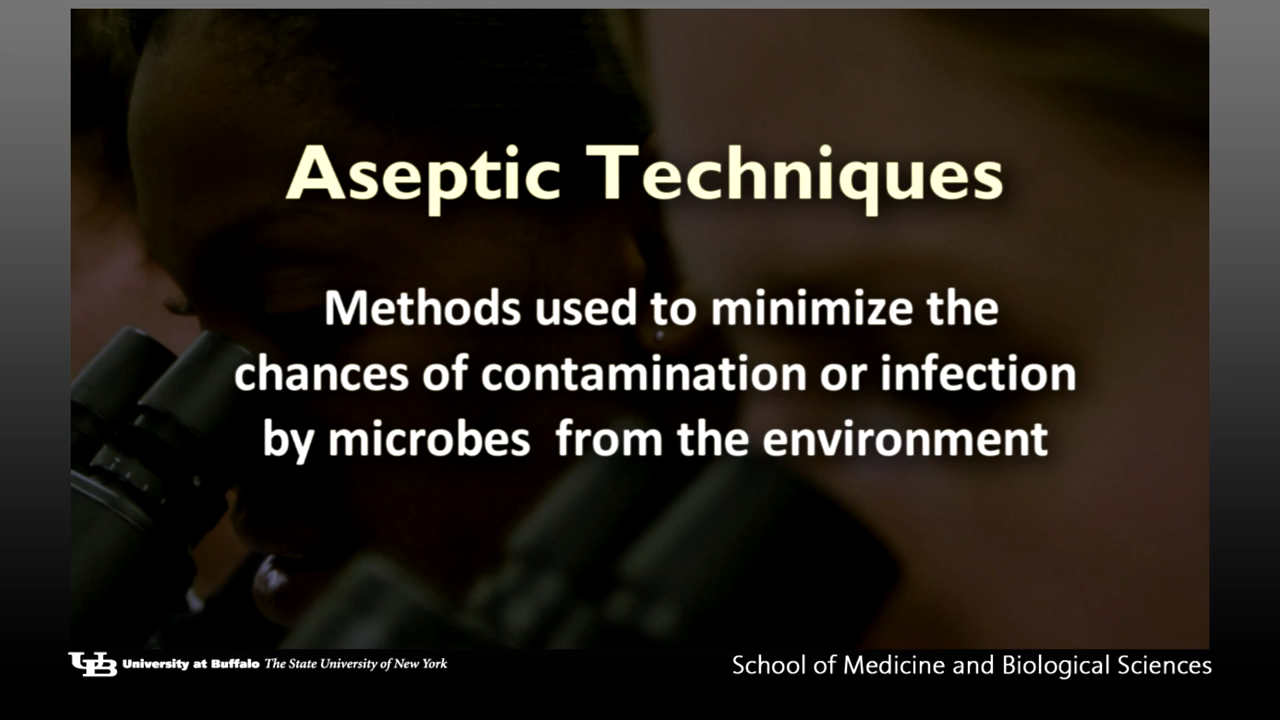 Aseptic Techniques
Methods used to minimize the
chances of contamination or infection
by microbes  from the environment
UB University at Buffalo The State University of New York
School of Medicine and Biological Sciences